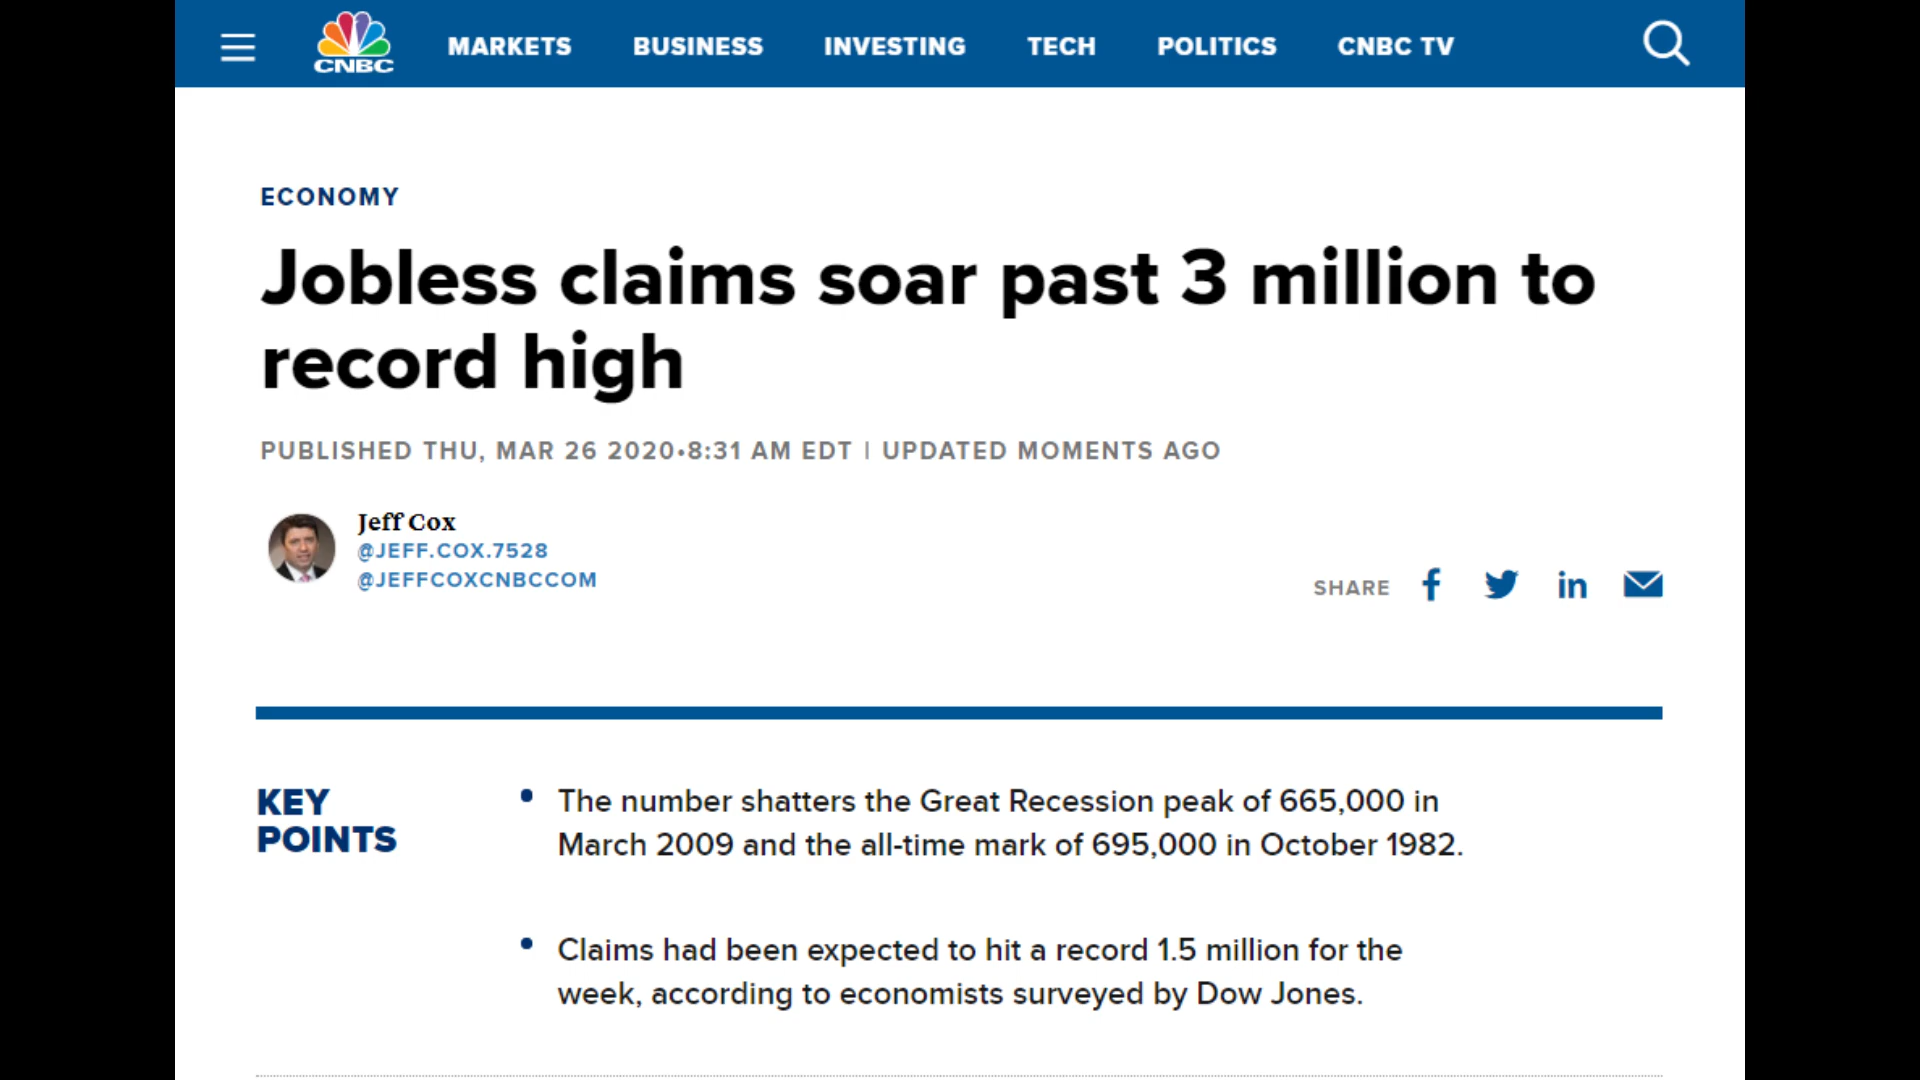 CNBC MARKETS BUSINESS INVESTING TECH POLITICS CNBC TV
ECONOMY
Jobless claims soar past 3 million to
record high
PUBLISHED THU, MAR 26 2020•8:31 AM EDT | UPDATED MOMENTS AGO
Jeff Cox
@JEFF.COX.7528
@JEFFCOXCNBCCOM
SHARE
KEY
POINTS
• The number shatters the Great Recession peak of 665,000 in
March 2009 and the all-time mark of 695,000 in October 1982.
• Claims had been expected to hit a record 1.5 million for the
week, according to economists surveyed by Dow Jones.